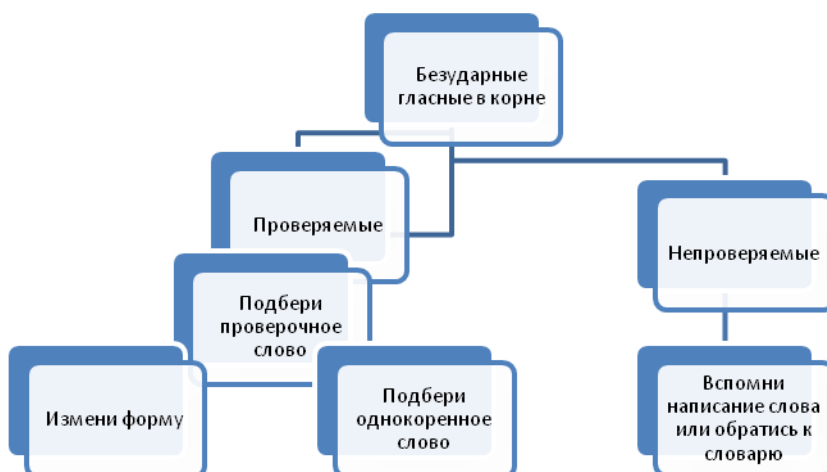 Безударные
гласные в корне
Проверяемые
Непроверяемые
Подбери
проверочное
слово
Измени форму
Подбери
однокоренное
слово
Вспомни
написание слова
или обратись к
словарю